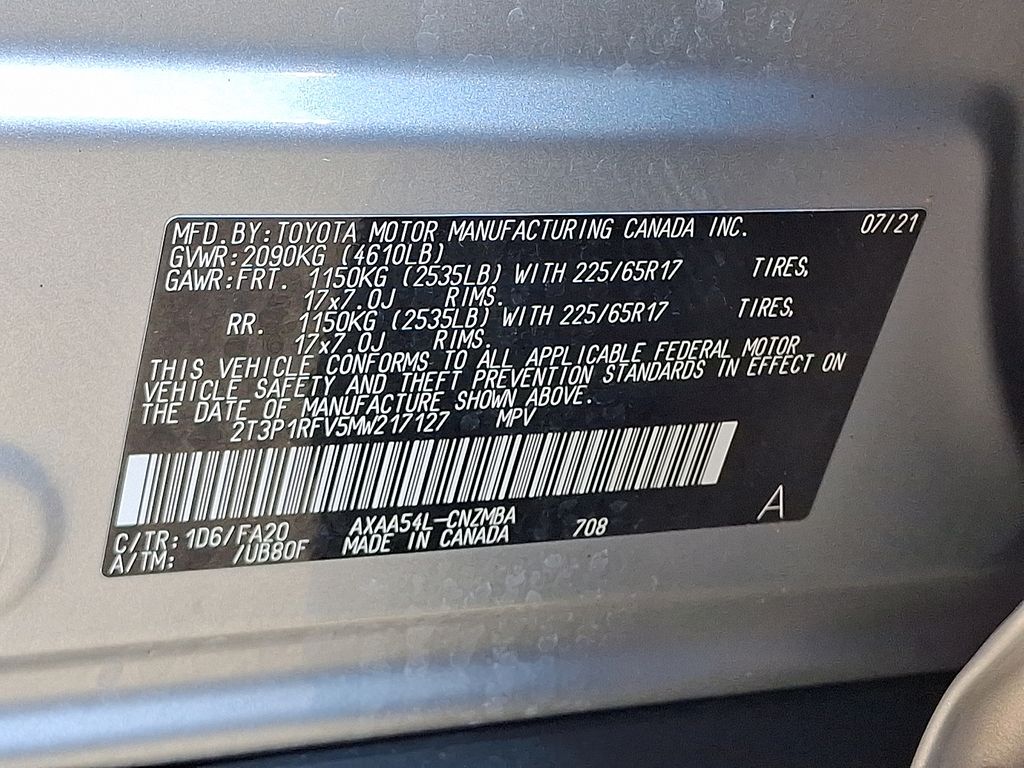 MFD.BY:TOYOTA MOTOR MANUFACTURING CANADA INC. 07/21
GVWR:2090KG (4610LB)
GAWR:FRT. 1150KG (2535LB) WITH 225/65R17 TIRES,
17x7.0J RIMS.
RR. 1150KG (2535LB) WITH 225/65R17 TIRES,
17x7.0J RIMS.
THIS VEHICLE CONFORMS TO ALL APPLICABLE FEDERAL MOTOR
VEHICLE SAFETY AND THEFT PREVENTION STANDARDS IN EFFECT ON
THE DATE OF MANUFACTURE SHOWN ABOVE.
2T3P1RFV5MW217127 MPV
C/TR:1D6/FA20 AXAA54L-CNZMBA 708 A
A/TM: /UB80F MADE IN CANADA